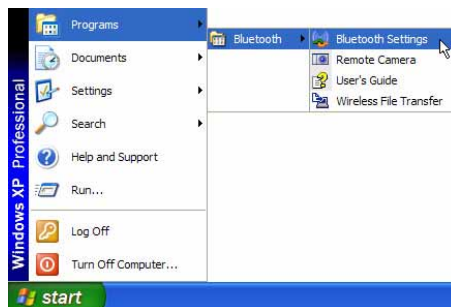 Programs
Documents
Settings
Search
Help and Support
Run...
Log Off
Turn Off Computer...
Windows XP Professional
start
Bluetooth
Bluetooth Settings
Remote Camera
User's Guide
Wireless File Transfer